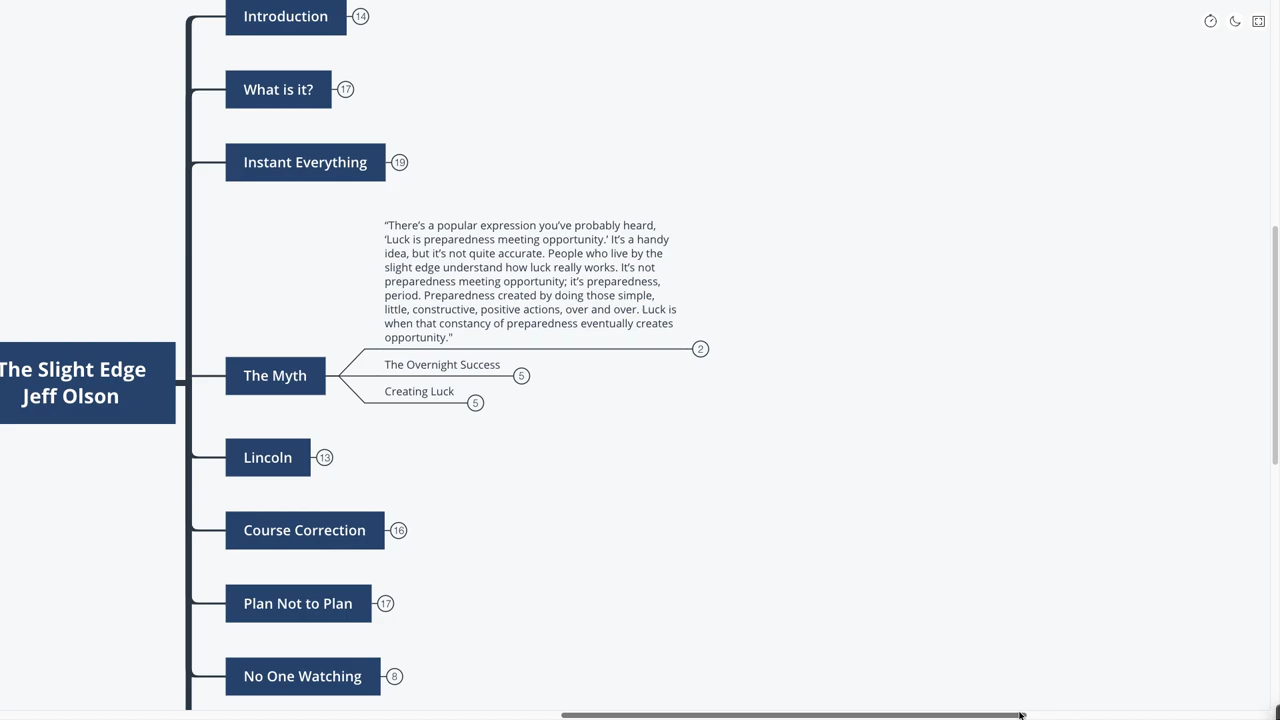 Introduction 14
What is it? 17
Instant Everything 19
“There’s a popular expression you’ve probably heard,
‘Luck is preparedness meeting opportunity.’ It’s a handy
idea, but it’s not quite accurate. People who live by the
slight edge understand how luck really works. It’s not
preparedness meeting opportunity; it’s preparedness,
period. Preparedness created by doing those simple,
little, constructive, positive actions, over and over. Luck is
when that constancy of preparedness eventually creates
opportunity."
2
The Slight Edge
Jeff Olson
The Myth
The Overnight Success 5
Creating Luck 5
Lincoln 13
Course Correction 16
Plan Not to Plan 17
No One Watching 8